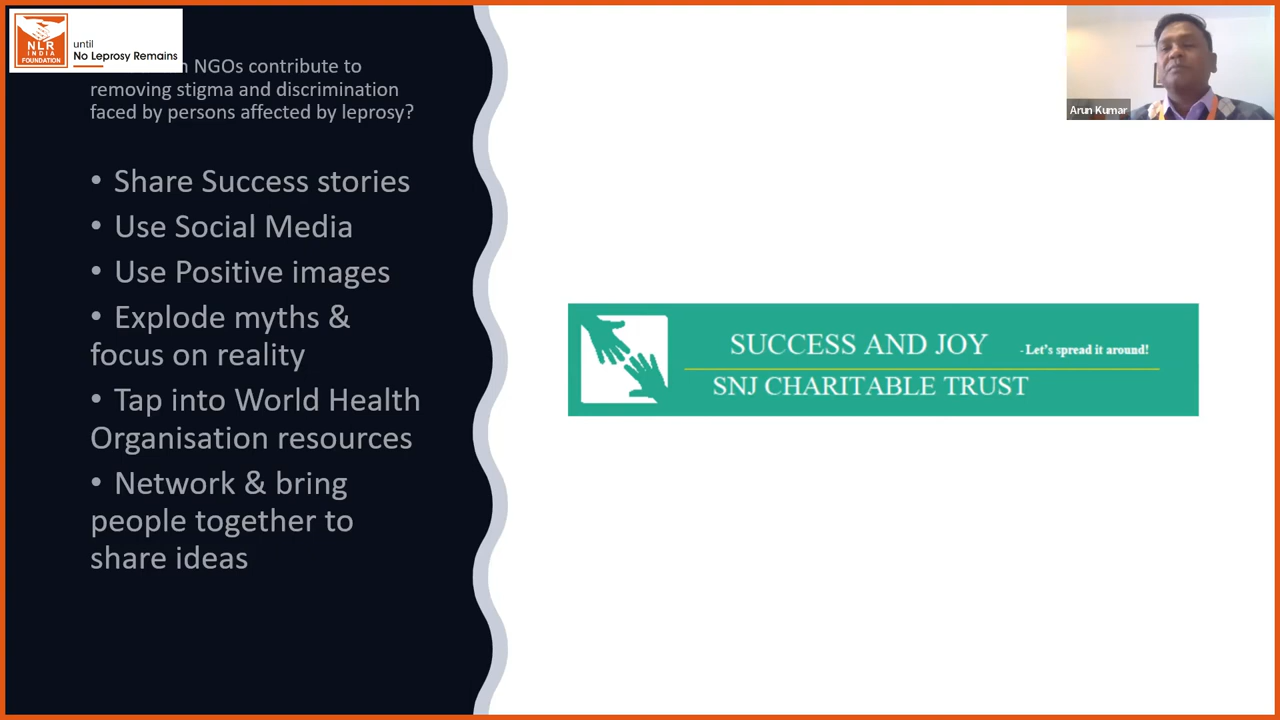 NLR
INDIA
FOUNDATION
until
No Leprosy Remains
NGOs contribute to
removing stigma and discrimination
faced by persons affected by leprosy?
• Share Success stories
• Use Social Media
• Use Positive images
• Explode myths &
focus on reality
• Tap into World Health
Organisation resources
• Network & bring
people together to
share ideas
SUCCESS AND JOY - Let's spread it around!
SNJ CHARITABLE TRUST
Arun Kumar